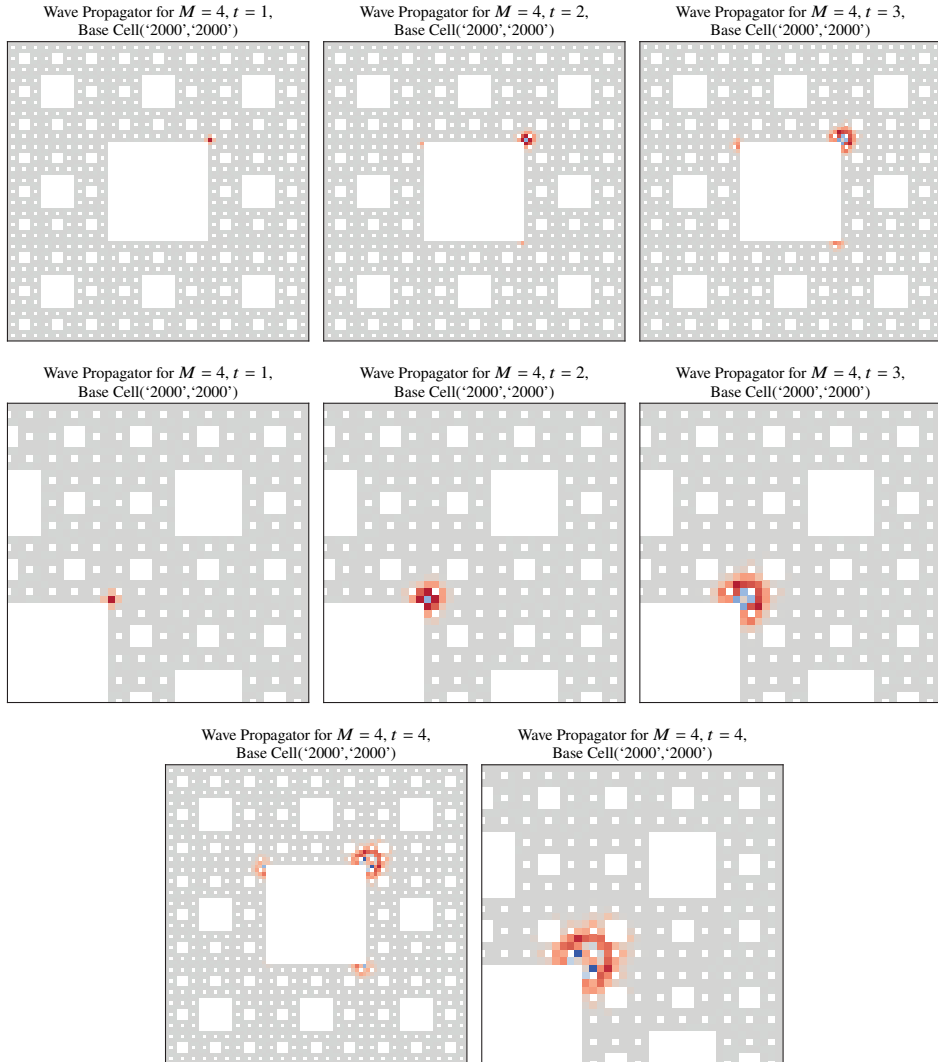 Wave Propagator for M = 4, t = 1,
Base Cell(‘2000’,‘2000’)
Wave Propagator for M = 4, t = 2,
Base Cell(‘2000’,‘2000’)
Wave Propagator for M = 4, t = 3,
Base Cell(‘2000’,‘2000’)
Wave Propagator for M = 4, t = 1,
Base Cell(‘2000’,‘2000’)
Wave Propagator for M = 4, t = 2,
Base Cell(‘2000’,‘2000’)
Wave Propagator for M = 4, t = 3,
Base Cell(‘2000’,‘2000’)
Wave Propagator for M = 4, t = 4,
Base Cell(‘2000’,‘2000’)
Wave Propagator for M = 4, t = 4,
Base Cell(‘2000’,‘2000’)